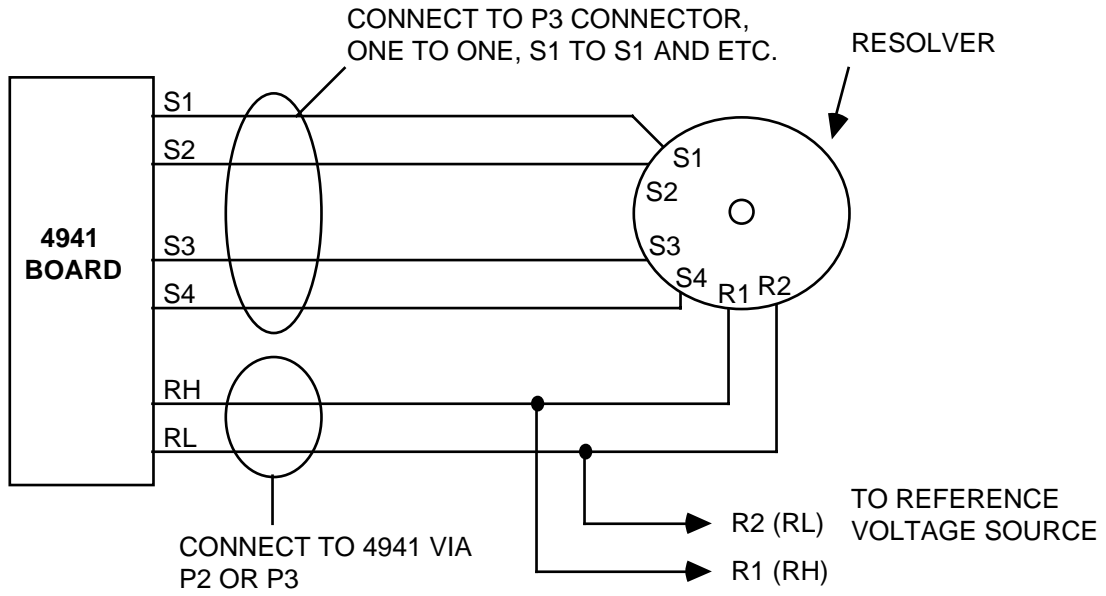 CONNECT TO P3 CONNECTOR,
ONE TO ONE, S1 TO S1 AND ETC.
RESOLVER
S1
S2
S3
S4
RH
RL
4941
BOARD
S1
S2
S3
S4
R1
R2
CONNECT TO 4941 VIA
P2 OR P3
R2 (RL)
R1 (RH)
TO REFERENCE
VOLTAGE SOURCE